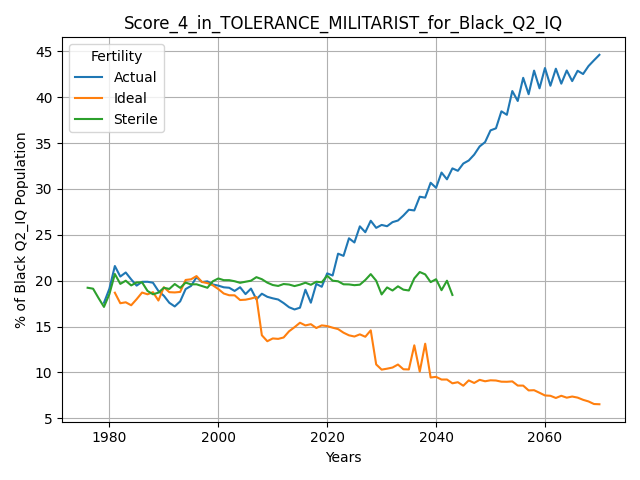 Score_4_in_TOLERANCE_MILITARIST_for_Black_Q2_IQ
Fertility
Actual
Ideal
Sterile
% of Black Q2_IQ Population
45
40
35
30
25
20
15
10
5
1980 2000 2020 2040 2060
Years